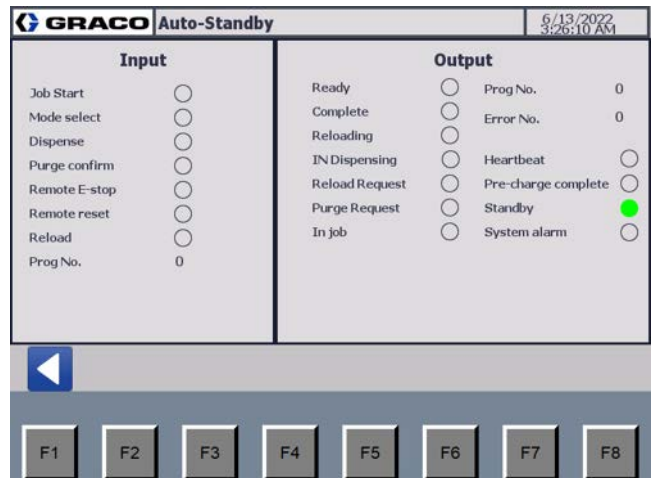 GRACO Auto-Standby 6/13/2022
3:26:10 AM
Input
Job Start
Mode select
Dispense
Purge confirm
Remote E-stop
Remote reset
Reload
Prog No. 0
Output
Ready
Complete
Reloading
IN Dispensing
Reload Request
Purge Request
In job
Prog No. 0
Error No. 0
Heartbeat
Pre-charge complete
Standby
System alarm
F1 F2 F3 F4 F5 F6 F7 F8